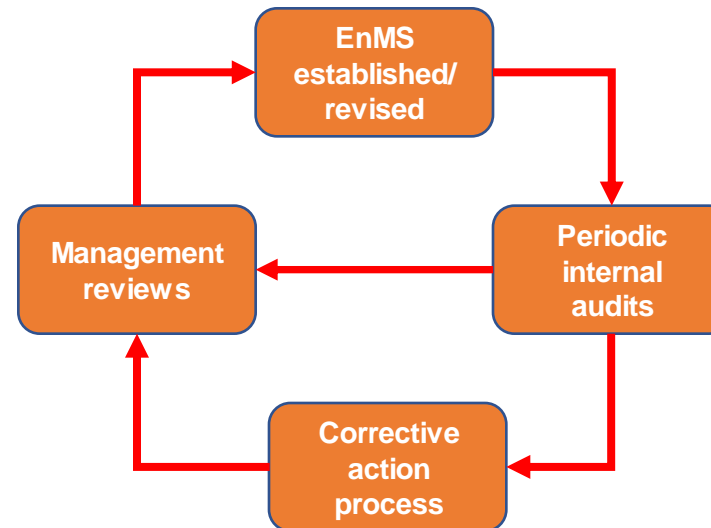 EnMS
established/
revised
Management
reviews
Periodic
internal
audits
Corrective
action
process